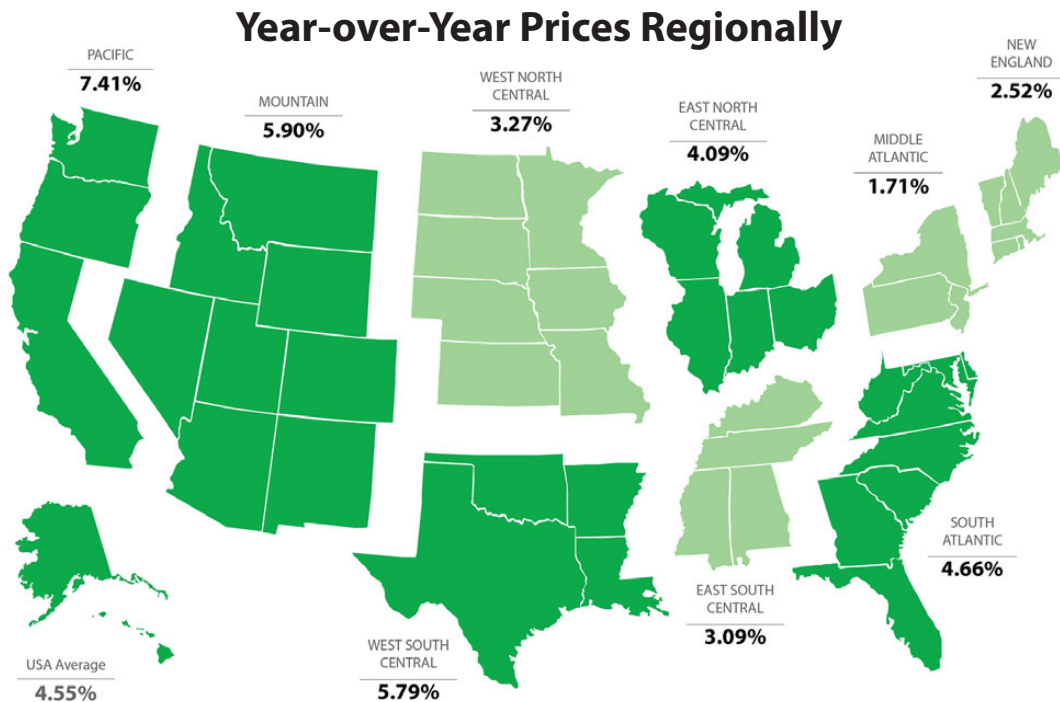 Year-over-Year Prices Regionally
PACIFIC
7.41%
MOUNTAIN
5.90%
WEST NORTH
CENTRAL
3.27%
EAST NORTH
CENTRAL
4.09%
MIDDLE
ATLANTIC
1.71%
NEW
ENGLAND
2.52%
SOUTH
ATLANTIC
4.66%
EAST SOUTH
CENTRAL
3.09%
WEST SOUTH
CENTRAL
5.79%
USA Average
4.55%